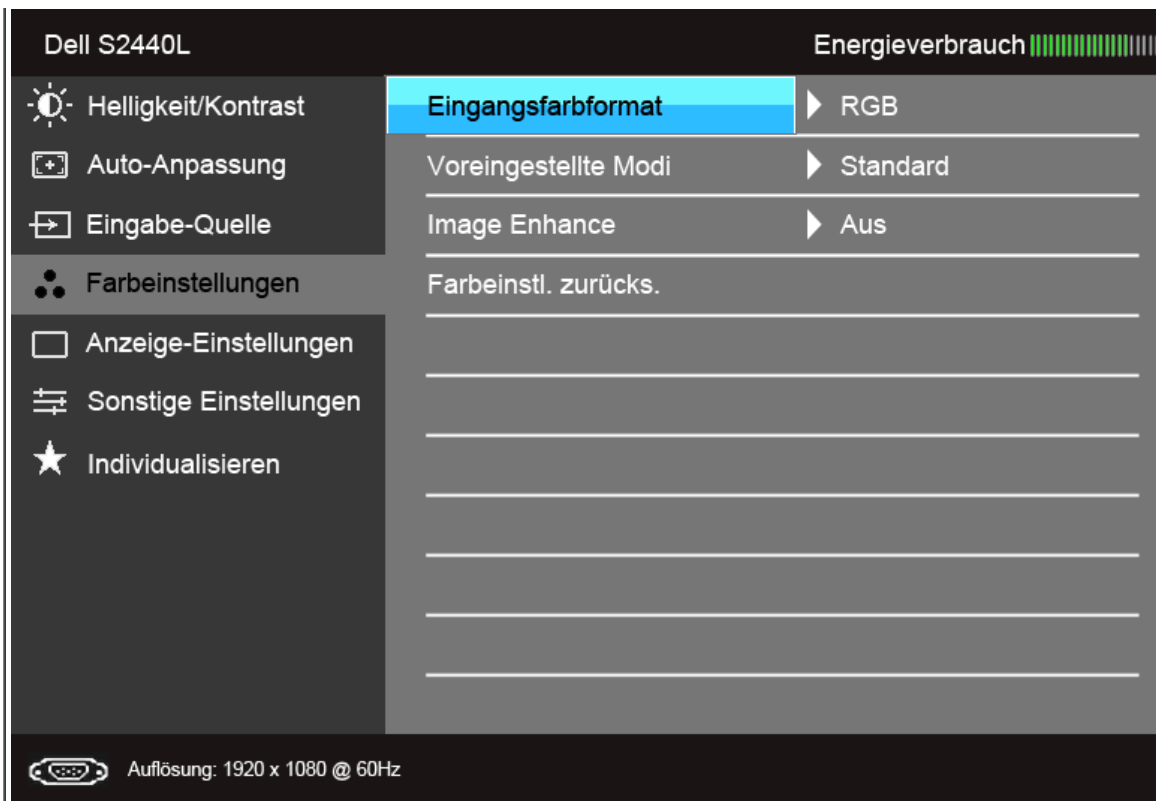 Dell S2440L
Energieverbrauch
Helligkeit/Kontrast
Auto-Anpassung
Eingabe-Quelle
Farbeinstellungen
Anzeige-Einstellungen
Sonstige Einstellungen
Individualisieren
Eingangsfarbformat
RGB
Voreingestellte Modi
Standard
Image Enhance
Aus
Farbeinstl. zurücks.
Auflösung: 1920 x 1080 @ 60Hz